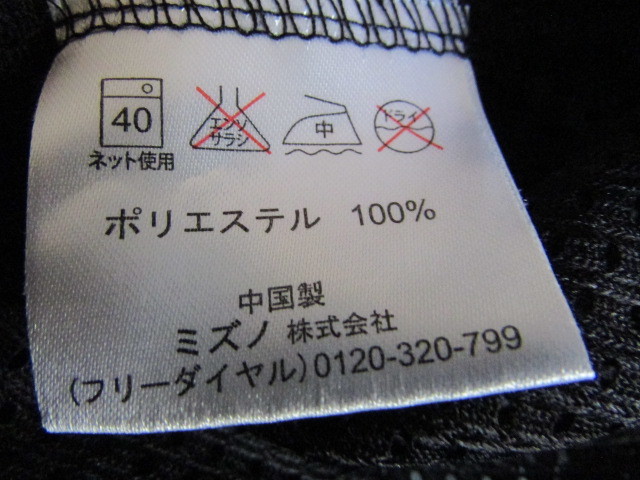 40 エンソ サラシ 中 ドライ
ネット使用
ポリエステル 100%
中国製
ミズノ 株式会社
(フリーダイヤル)0120-320-799